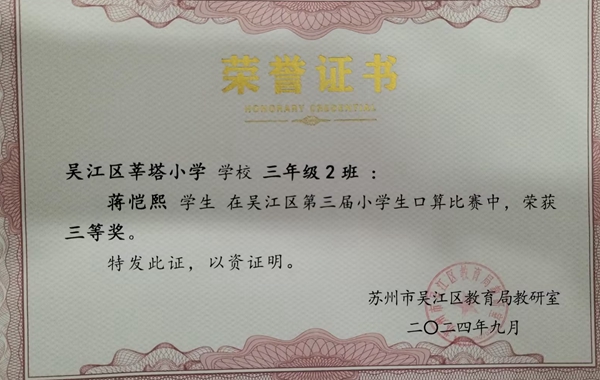 荣誉证书
HONORARY CREDENTIAL
吴江区莘塔小学 学校 三年级2班：
蒋恺熙 学生 在吴江区第三届小学生口算比赛中，荣获
三等奖。
特发此证，以资证明。
苏州市吴江区教育局教研室
二〇二四年九月